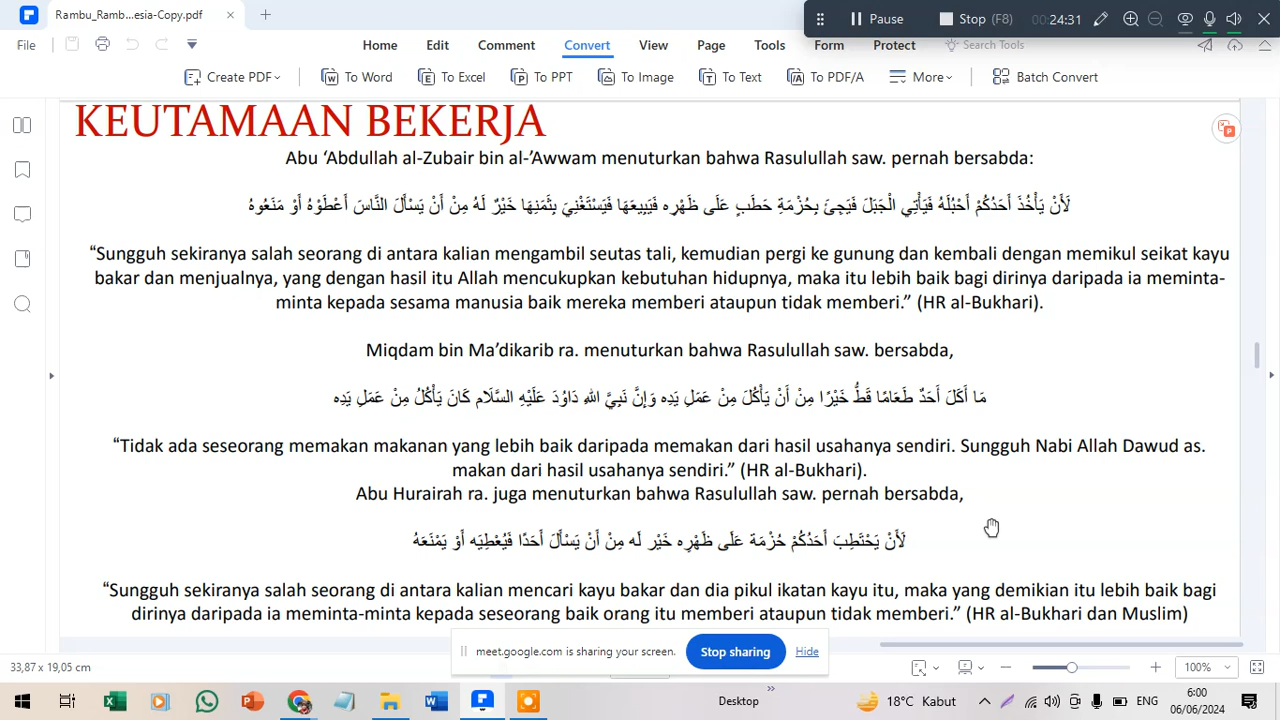 Rambu_Ramb...esia-Copy.pdf
Pause
Stop (F8)
00:24:31
File
Home
Edit
Comment
Convert
View
Page
Tools
Form
Protect
Search Tools
Create PDF
To Word
To Excel
To PPT
To Image
To Text
To PDF/A
More
Batch Convert
KEUTAMAAN BEKERJA
Abu ‘Abdullah al-Zubair bin al-’Awwam menuturkan bahwa Rasulullah saw. pernah bersabda:
لَأَنْ يَأْخُذَ أَحَدُكُمْ أَحْبُلَهُ فَيَأْتِي الْجَبَلَ فَيَجِئَ بِحُزْمَةِ حَطَبٍ عَلَى ظَهْرِهِ فَيَبِيعَهَا فَيَسْتَغْنِيَ بِثَمَنِهَا خَيْرٌ لَهُ مِنْ أَنْ يَسْأَلَ النَّاسَ أَعْطَوْهُ أَوْ مَنَعُوهُ
“Sungguh sekiranya salah seorang di antara kalian mengambil seutas tali, kemudian pergi ke gunung dan kembali dengan memikul seikat kayu
bakar dan menjualnya, yang dengan hasil itu Allah mencukupkan kebutuhan hidupnya, maka itu lebih baik bagi dirinya daripada ia meminta-
minta kepada sesama manusia baik mereka memberi ataupun tidak memberi.” (HR al-Bukhari).
Miqdam bin Ma’dikarib ra. menuturkan bahwa Rasulullah saw. bersabda,
مَا أَكَلَ أَحَدٌ طَعَامًا قَطُّ خَيْرًا مِنْ أَنْ يَأْكُلَ مِنْ عَمَلِ يَدِهِ وَإِنَّ نَبِيَّ اللهِ دَاوُدَ عَلَيْهِ السَّلَام كَانَ يَأْكُلُ مِنْ عَمَلِ يَدِهِ
“Tidak ada seseorang memakan makanan yang lebih baik daripada memakan dari hasil usahanya sendiri. Sungguh Nabi Allah Dawud as.
makan dari hasil usahanya sendiri.” (HR al-Bukhari).
Abu Hurairah ra. juga menuturkan bahwa Rasulullah saw. pernah bersabda,
لَأَنْ يَحْتَطِبَ أَحَدُكُمْ حُزْمَة عَلَى ظَهْرِهِ خَيْر لَه مِنْ أَنْ يَسْأَلَ أَحَدًا فَيُعْطِيَه أَوْ يَمْنَعَهُ
“Sungguh sekiranya salah seorang di antara kalian mencari kayu bakar dan dia pikul ikatan kayu itu, maka yang demikian itu lebih baik bagi
dirinya daripada ia meminta-minta kepada seseorang baik orang itu memberi ataupun tidak memberi.” (HR al-Bukhari dan Muslim)
meet.google.com is sharing your screen.
Stop sharing
Hide
33,87 x 19,05 cm
100%
Desktop
18°C Kabut
ENG
6:00
06/06/2024